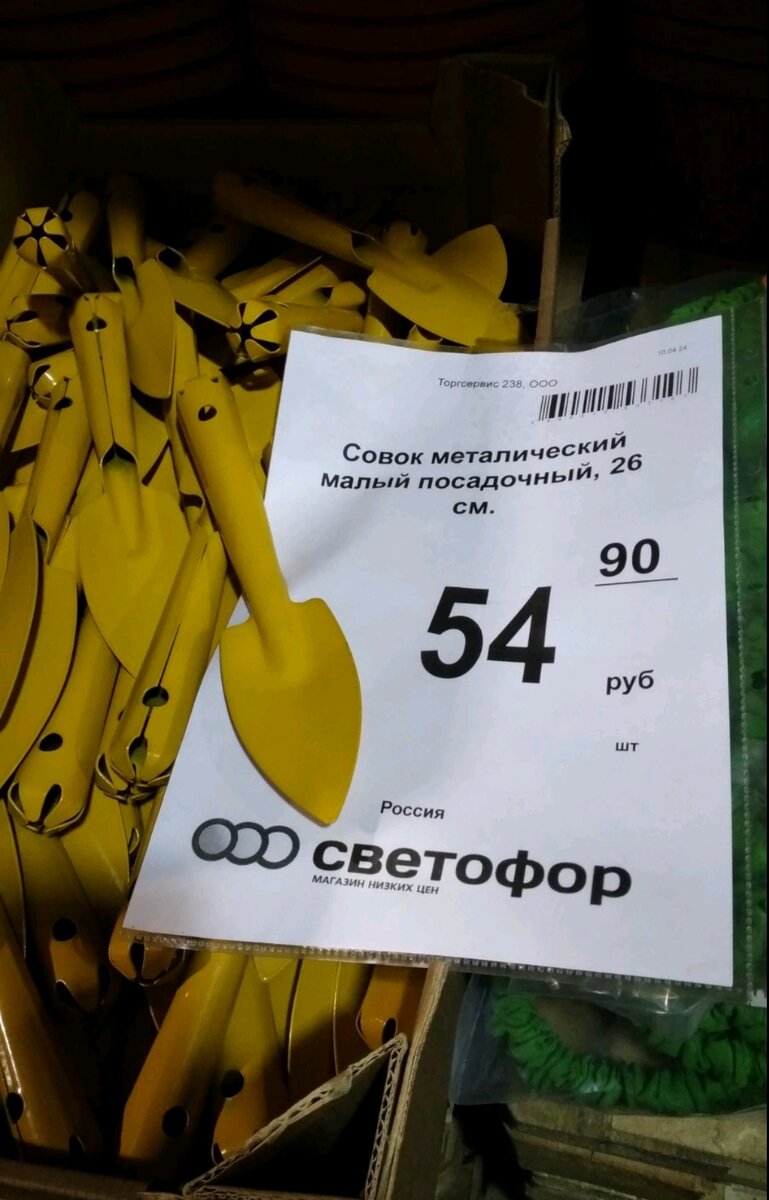 10.04.24
Торгсервис 238, ООО
Совок металический
малый посадочный, 26
см.
54 90
руб
шт
Россия
светофор
МАГАЗИН НИЗКИХ ЦЕН